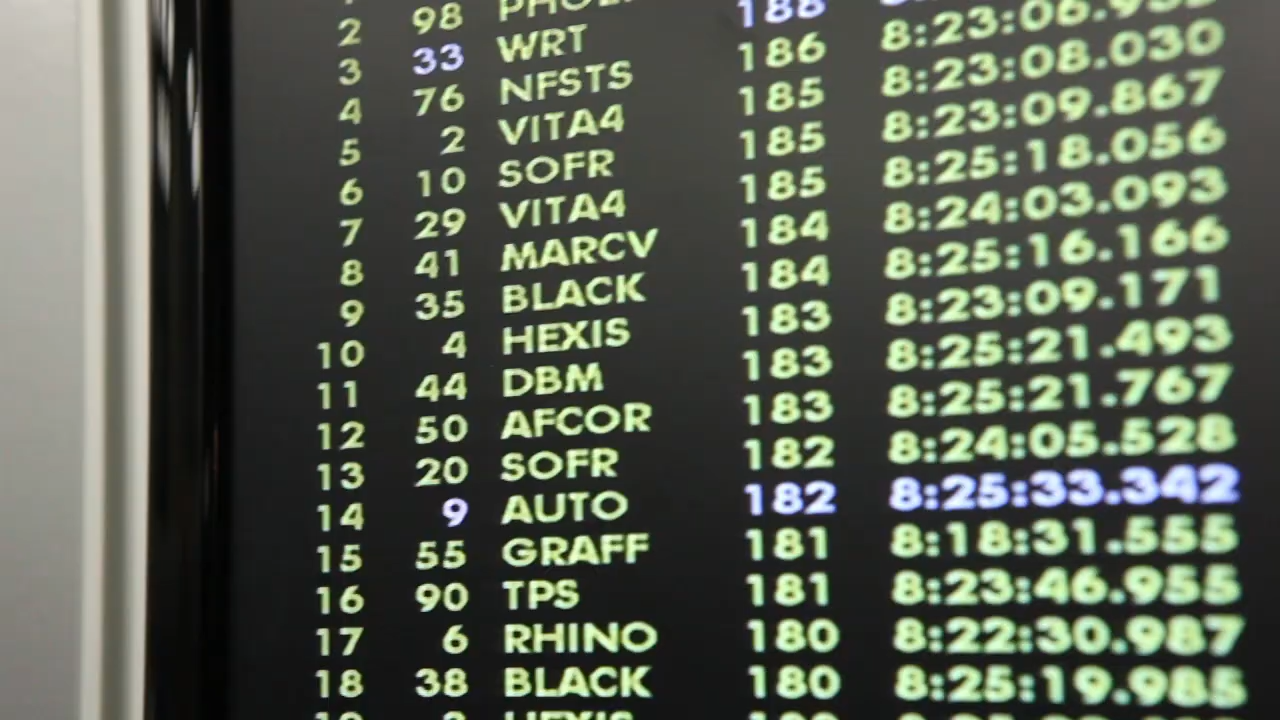 2 98
3 33 WRT
4 76 NFSTS 186
5 2 VITA4 185 8:23:08.030
6 10 SOFR 185 8:23:09.867
7 29 VITA4 185 8:25:18.056
8 41 MARCV 184 8:24:03.093
9 35 BLACK 184 8:25:16.166
10 4 HEXIS 183 8:23:09.171
11 44 DBM 183 8:25:21.493
12 50 AFCOR 183 8:25:21.767
13 20 SOFR 182 8:24:05.528
14 9 AUTO 182 8:25:33.342
15 55 GRAFF 181 8:18:31.555
16 90 TPS 181 8:23:46.955
17 6 RHINO 180 8:22:30.987
18 38 BLACK 180 8:25:19.985